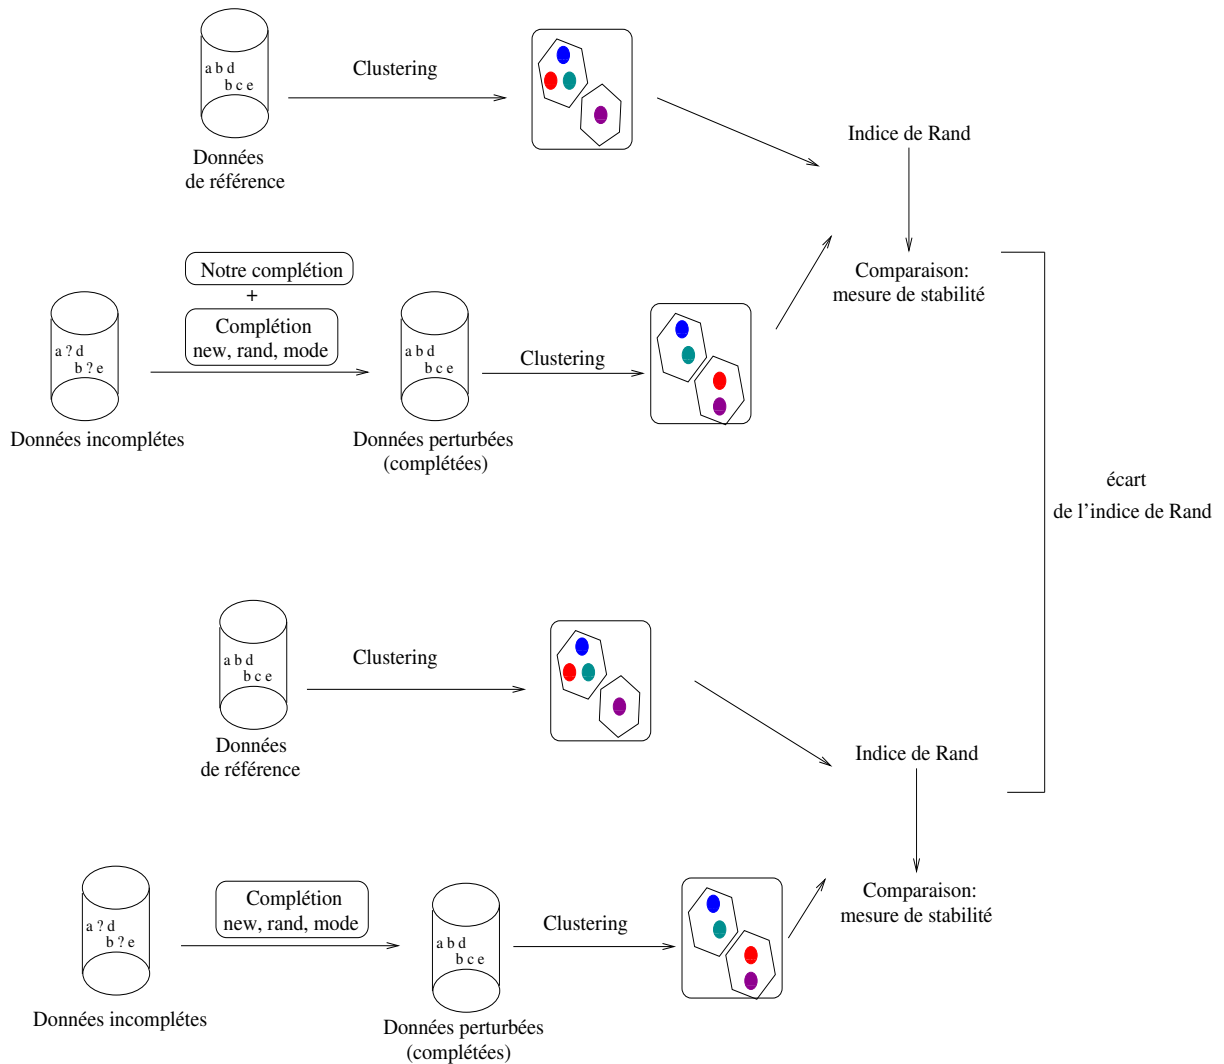 a b d
b c e
Clustering
Données
de référence
Indice de Rand
Notre complétion
+
Complétion
new, rand, mode
Comparaison:
mesure de stabilité
a ? d
b ? e
a b d
b c e
Clustering
Données incomplétes
Données perturbées
(complétées)
écart
de l'indice de Rand
a b d
b c e
Clustering
Données
de référence
Indice de Rand
Complétion
new, rand, mode
Comparaison:
mesure de stabilité
a ? d
b ? e
a b d
b c e
Clustering
Données incomplétes
Données perturbées
(complétées)